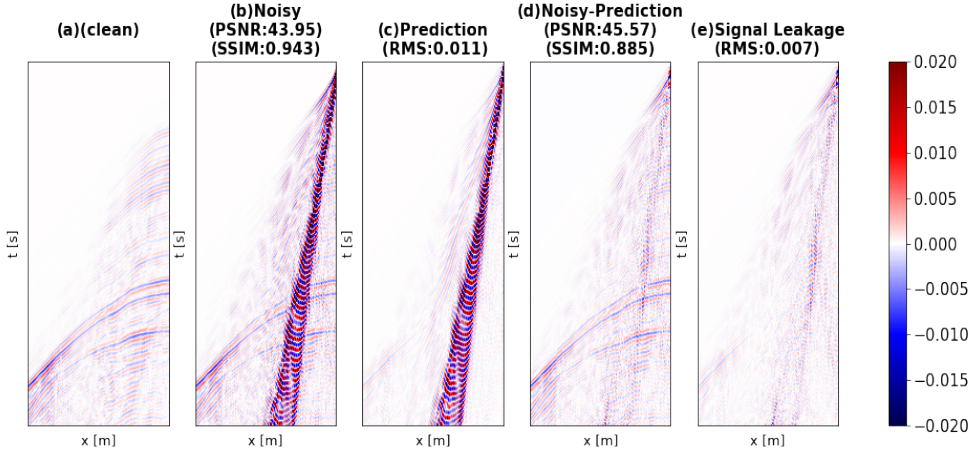 (a)(clean)
(b)Noisy
(PSNR:43.95)
(SSIM:0.943)
(c)Prediction
(RMS:0.011)
(d)Noisy-Prediction
(PSNR:45.57)
(SSIM:0.885)
(e)Signal Leakage
(RMS:0.007)
t [s]
t [s]
t [s]
t [s]
t [s]
x [m]
x [m]
x [m]
x [m]
x [m]
0.020
0.015
0.010
0.005
0.000
−0.005
−0.010
−0.015
−0.020